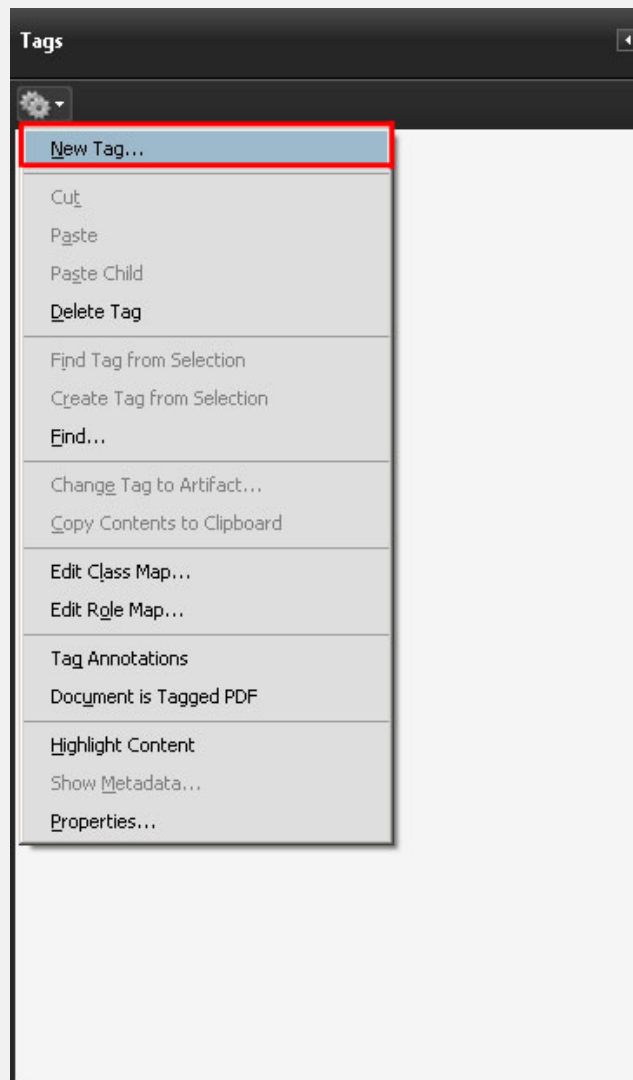 Tags
New Tag...
Cut
Paste
Paste Child
Delete Tag
Find Tag from Selection
Create Tag from Selection
Find...
Change Tag to Artifact...
Copy Contents to Clipboard
Edit Class Map...
Edit Role Map...
Tag Annotations
Document is Tagged PDF
Highlight Content
Show Metadata...
Properties...